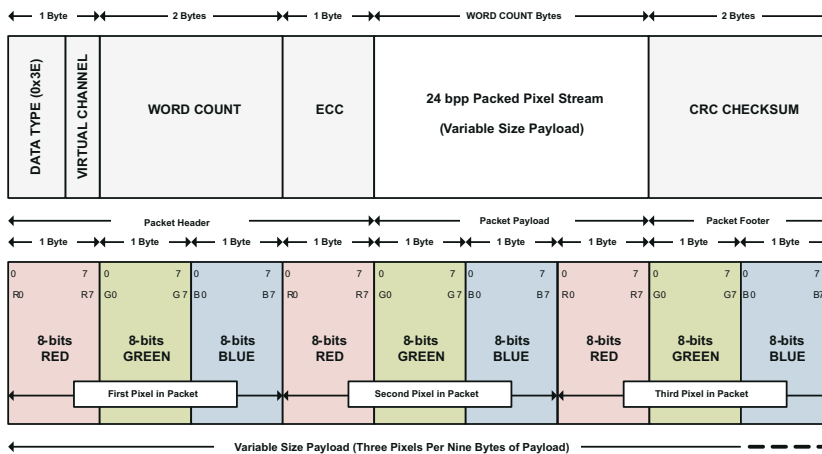 1 Byte 2 Bytes 1 Byte WORD COUNT Bytes 2 Bytes
DATA TYPE (0x3E)
VIRTUAL CHANNEL
WORD COUNT
ECC
24 bpp Packed Pixel Stream
(Variable Size Payload)
CRC CHECKSUM
Packet Header Packet Payload Packet Footer
1 Byte 1 Byte 1 Byte 1 Byte 1 Byte 1 Byte 1 Byte 1 Byte 1 Byte
0 7 0 7 0 7 0 7 0 7 0 7 0 7 0 7 0 7
R0 R7 G0 G7 B0 B7 R0 R7 G0 G7 B0 B7 R0 R7 G0 G7 B0 B7
8-bits 8-bits 8-bits 8-bits 8-bits 8-bits 8-bits 8-bits 8-bits
RED GREEN BLUE RED GREEN BLUE RED GREEN BLUE
First Pixel in Packet Second Pixel in Packet Third Pixel in Packet
Variable Size Payload (Three Pixels Per Nine Bytes of Payload)